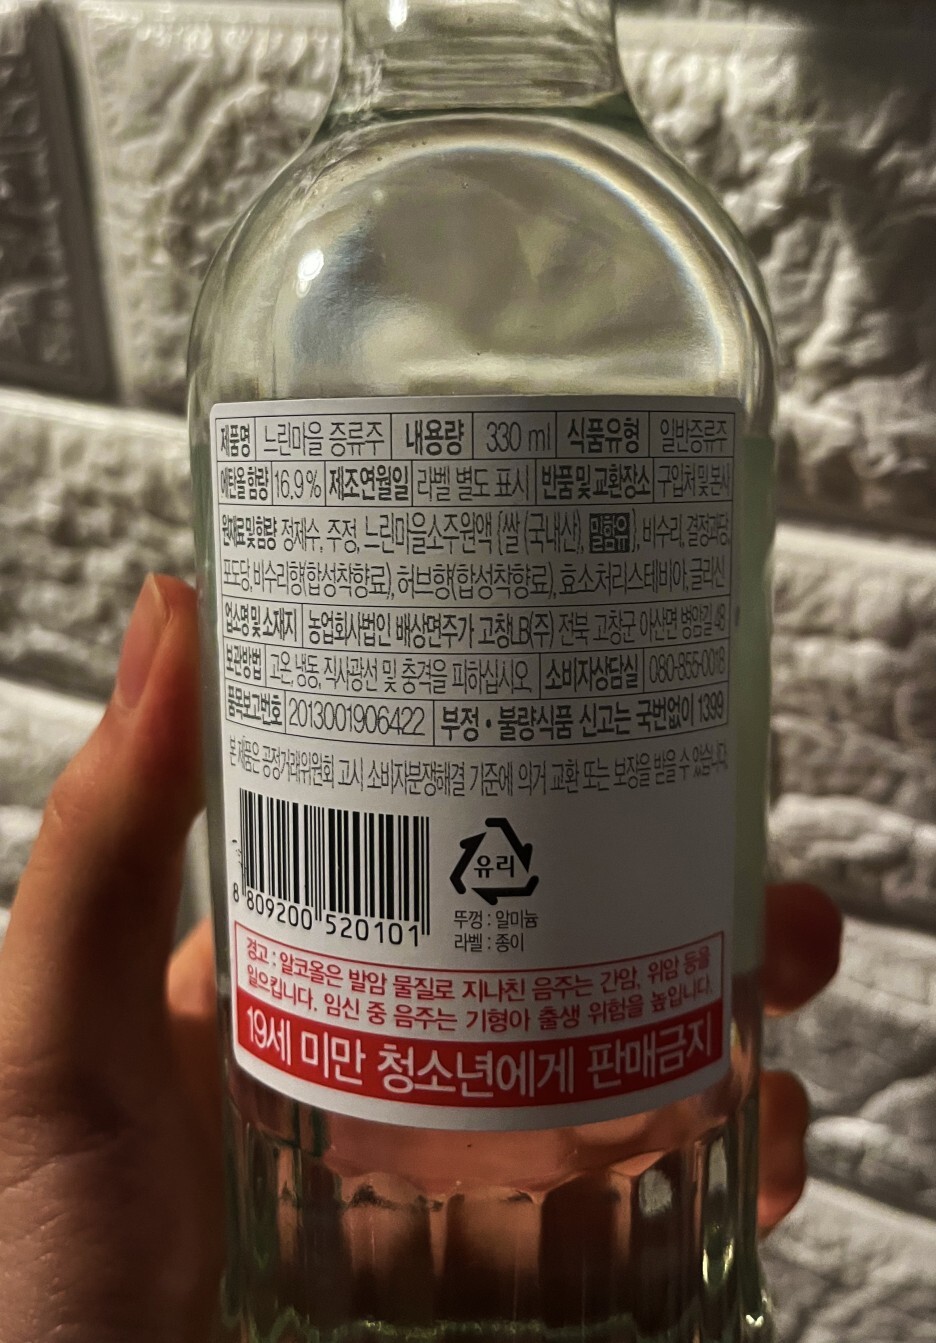 제품명 느린마을 증류주 내용량 330 ml 식품유형 일반증류주
에탄올함량 16.9% 제조연월일 라벨 별도 표시 반품및교환장소 구입처및본사
원재료및함량 정제수, 주정, 느린마을소주원액 {쌀(국내산), 밀함유}, 비수리, 결정과당,
포도당, 비수리향(합성착향료), 허브향(합성착향료), 효소처리스테비아, 글리신
업소명및소재지 농업회사법인 배상면주가 고창LB(주) 전북 고창군 아산면 병암길 48
보관방법 고온, 냉동, 직사광선 및 충격을 피하십시오 소비자상담실 080-855-0018
품목보고번호 2013001906422 부정·불량식품 신고는 국번없이 1399
본 제품은 공정거래위원회 고시 소비자분쟁해결 기준에 의거 교환 또는 보장을 받을 수 있습니다.
유리
8 809200 520101
뚜껑 : 알미늄
라벨 : 종이
경고 : 알코올은 발암 물질로 지나친 음주는 간암, 위암 등을
일으킵니다. 임신 중 음주는 기형아 출생 위험을 높입니다.
19세 미만 청소년에게 판매금지